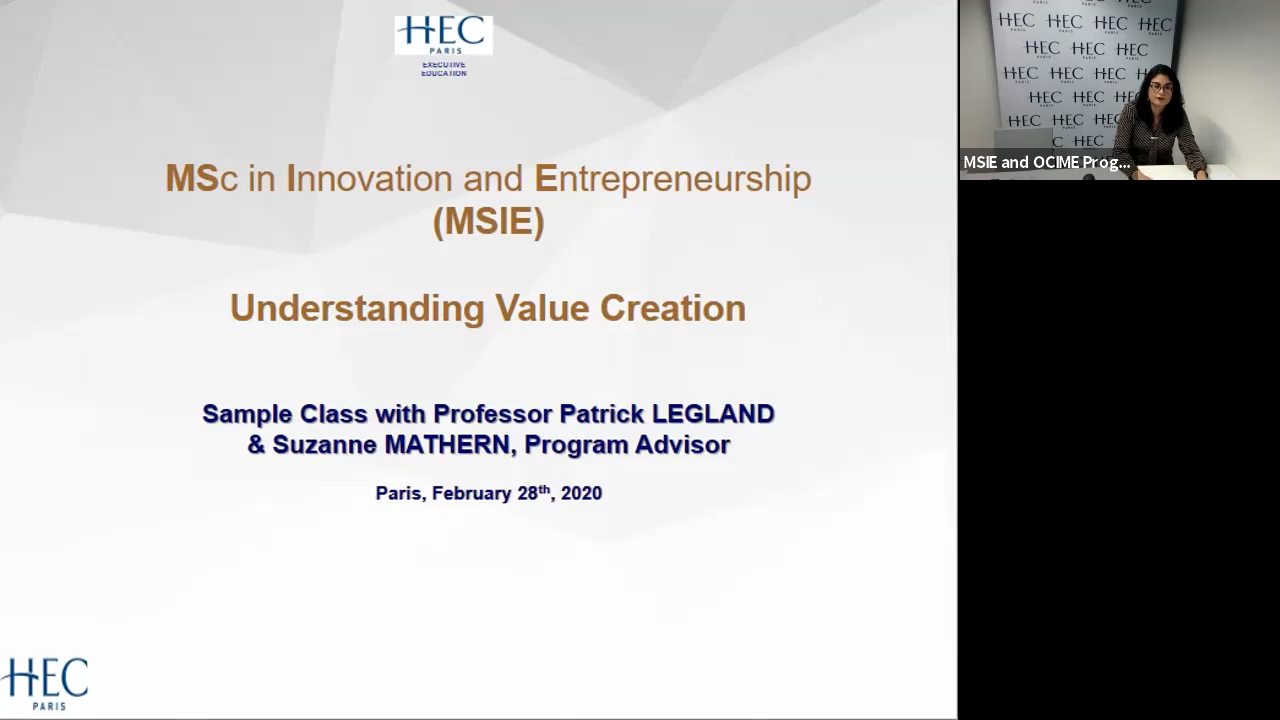 HEC
PARIS
EXECUTIVE
EDUCATION
MSc in Innovation and Entrepreneurship
(MSIE)
Understanding Value Creation
Sample Class with Professor Patrick LEGLAND
& Suzanne MATHERN, Program Advisor
Paris, February 28th, 2020
HEC
PARIS
HEC HEC HEC HEC
HEC HEC HEC
HEC HEC HEC HEC
HEC HEC HEC
HEC HEC HEC
HEC HEC
MSIE and OCIME Prog...